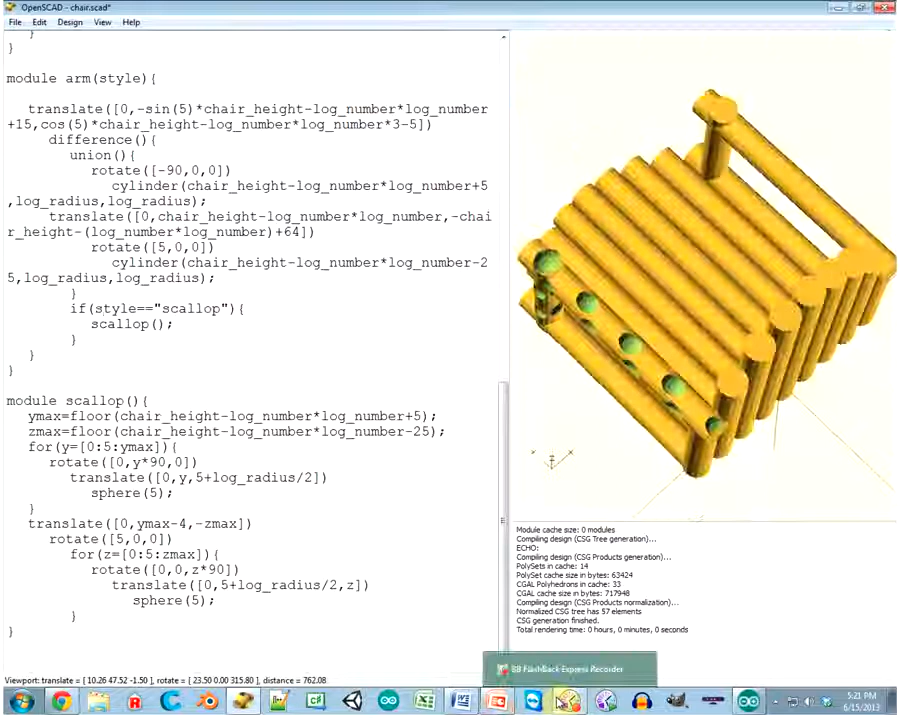 OpenSCAD - chair.scad*
File Edit Design View Help
}
}
module arm(style){
translate([0,-sin(5)*chair_height-log_number*log_number
+15,cos(5)*chair_height-log_number*log_number*3-5])
difference(){
union(){
rotate([-90,0,0])
cylinder(chair_height-log_number*log_number+5
,log_radius,log_radius);
translate([0,chair_height-log_number*log_number,-chai
r_height-(log_number*log_number)+64])
rotate([5,0,0])
cylinder(chair_height-log_number*log_number-2
5,log_radius,log_radius);
}
if(style=="scallop"){
scallop();
}
}
}
module scallop(){
ymax=floor(chair_height-log_number*log_number+5);
zmax=floor(chair_height-log_number*log_number-25);
for(y=[0:5:ymax]){
rotate([0,y*90,0])
translate([0,y,5+log_radius/2])
sphere(5);
}
translate([0,ymax-4,-zmax])
rotate([5,0,0])
for(z=[0:5:zmax]){
rotate([0,0,z*90])
translate([0,5+log_radius/2,z])
sphere(5);
}
}
Module cache size: 0 modules
Compiling design (CSG Tree generation)...
ECHO:
Compiling design (CSG Products generation)...
PolySets in cache: 14
PolySet cache size in bytes: 63424
CGAL Polyhedrons in cache: 33
CGAL cache size in bytes: 717948
Compiling design (CSG Products normalization)...
Normalized CSG tree has 57 elements
CSG generation finished.
Total rendering time: 0 hours, 0 minutes, 0 seconds
BB FlashBack Express Recorder
Viewport: translate = [ 10.26 47.52 -1.50 ], rotate = [ 23.50 0.00 315.80 ], distance = 762.08
5:21 PM
6/15/2013